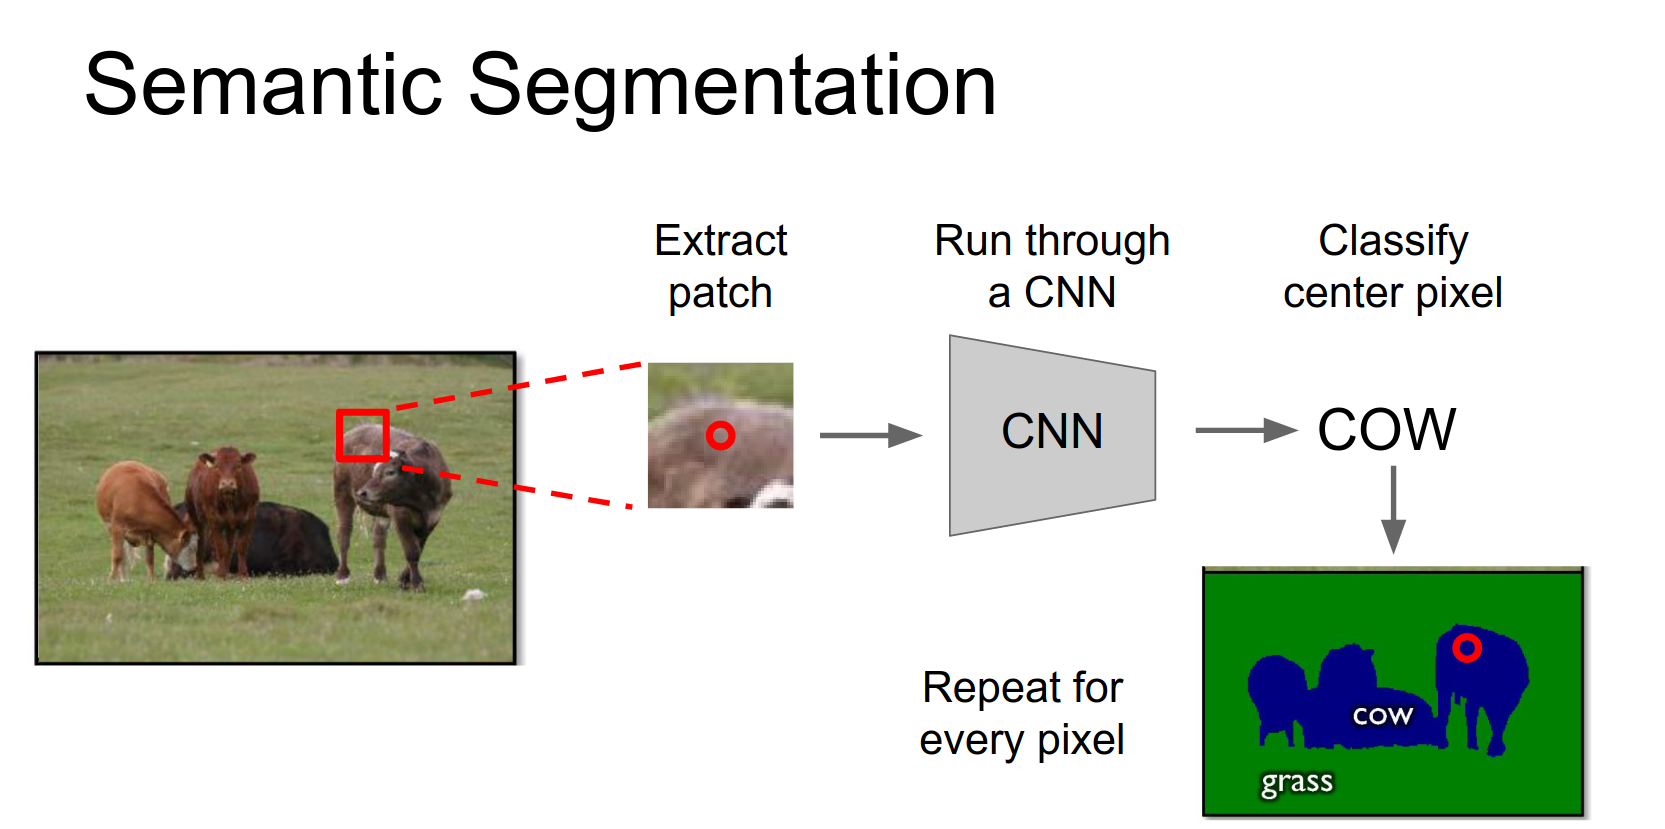 Semantic Segmentation
Extract
patch
Run through
a CNN
Classify
center pixel
CNN
COW
Repeat for
every pixel
cow
grass